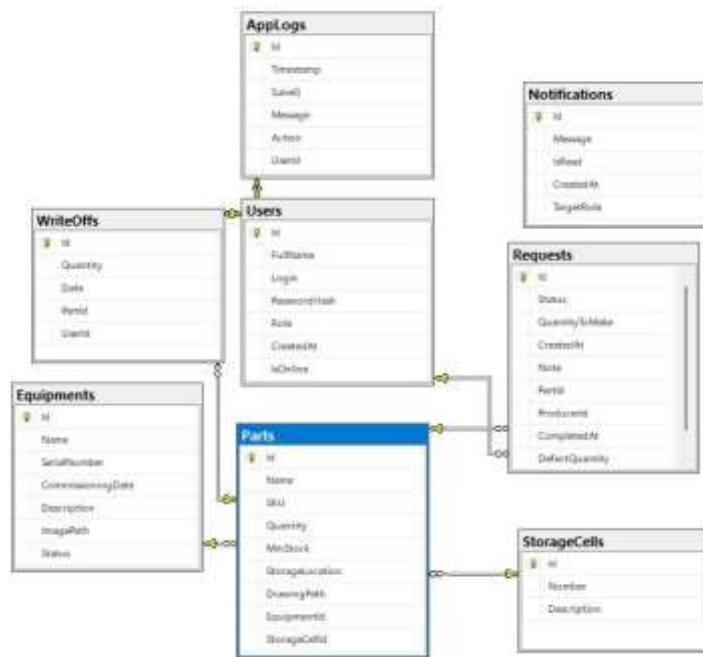 AppLogs
Id
Timestamp
Level
Message
Action
UserId
Notifications
Id
Message
IsRead
CreatedAt
TargetRole
WriteOffs
Id
Quantity
Date
PartId
UserId
Users
Id
FullName
Login
PasswordHash
Role
CreatedAt
IsOnline
Requests
Id
Status
QuantityToMake
CreatedAt
Note
PartId
ProducerId
CompletedAt
DefectQuantity
Equipments
Id
Name
SerialNumber
CommissioningDate
Description
ImagePath
Status
Parts
Id
Name
SKU
Quantity
MinStock
StorageLocation
DrawingPath
EquipmentId
StorageCellId
StorageCells
Id
Number
Description